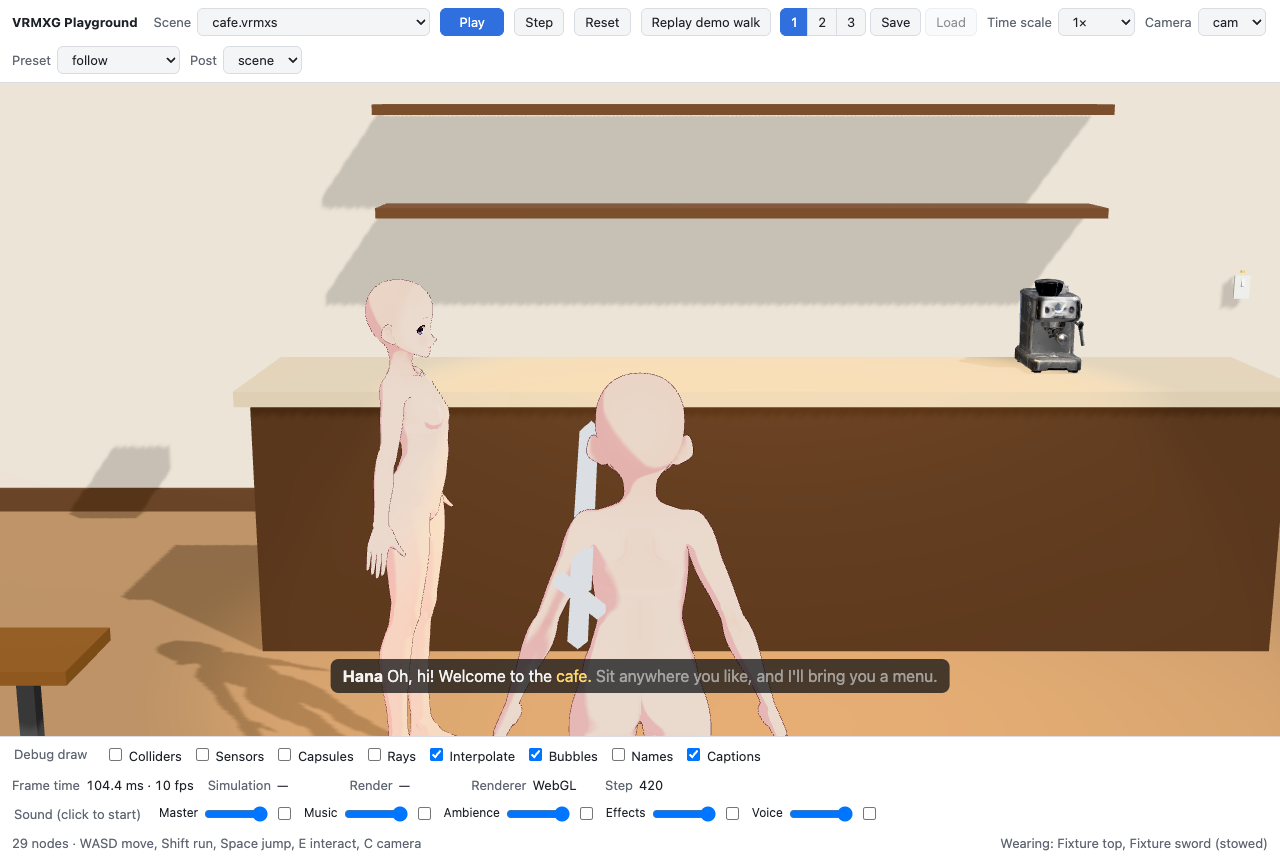 VRMXG Playground Scene cafe.vrmxs Play Step Reset Replay demo walk 1 2 3 Save Load Time scale 1× Camera cam
Preset follow Post scene
L
Hana Oh, hi! Welcome to the cafe. Sit anywhere you like, and I'll bring you a menu.
Debug draw Colliders Sensors Capsules Rays Interpolate Bubbles Names Captions
Frame time 104.4 ms · 10 fps Simulation — Render — Renderer WebGL Step 420
Sound (click to start) Master Music Ambience Effects Voice
29 nodes · WASD move, Shift run, Space jump, E interact, C camera Wearing: Fixture top, Fixture sword (stowed)